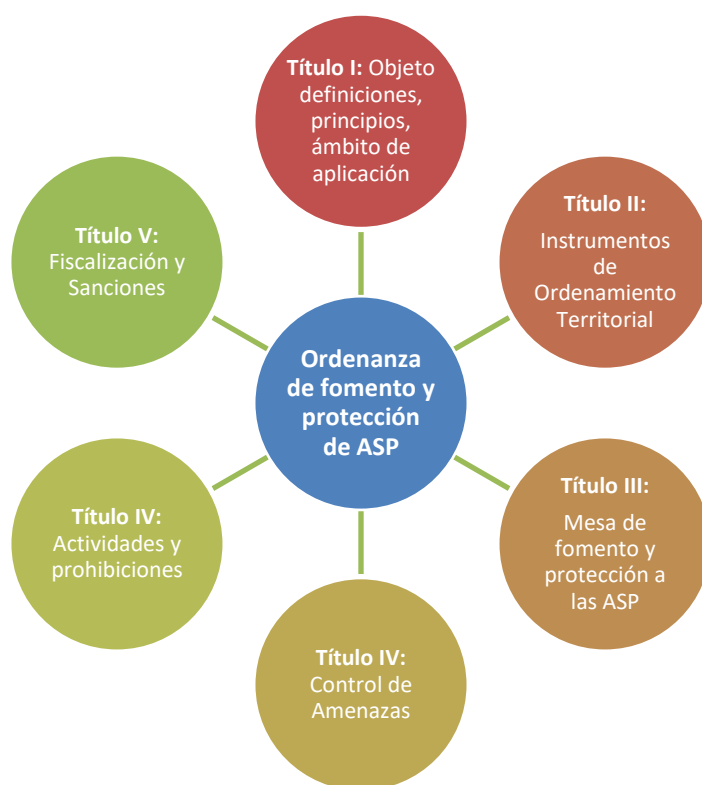 Título I: Objeto
definiciones,
principios,
ámbito de
aplicación
Título II:
Instrumentos
de
Ordenamiento
Territorial
Título III:
Mesa de
fomento y
protección a
las ASP
Título IV:
Control de
Amenazas
Título IV:
Actividades y
prohibiciones
Título V:
Fiscalización y
Sanciones
Ordenanza
de fomento y
protección
de ASP